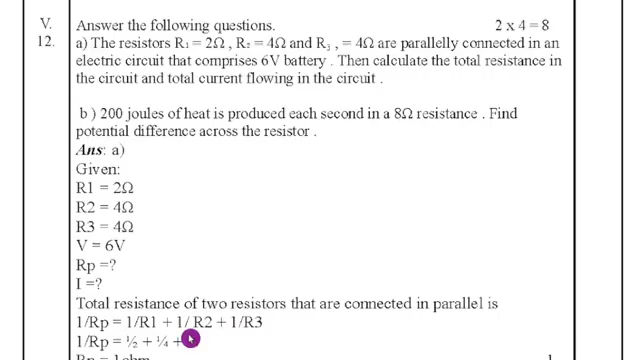 V. Answer the following questions. 2 x 4 = 8
12. a) The resistors R₁ = 2Ω , R₂ = 4Ω and R₃ , = 4Ω are parallelly connected in an
electric circuit that comprises 6V battery . Then calculate the total resistance in
the circuit and total current flowing in the circuit .
b ) 200 joules of heat is produced each second in a 8Ω resistance . Find
potential difference across the resistor .
Ans: a)
Given:
R1 = 2Ω
R2 = 4Ω
R3 = 4Ω
V = 6V
Rp =?
I =?
Total resistance of two resistors that are connected in parallel is
1/Rp = 1/R1 + 1/ R2 + 1/R3
1/Rp = ½ + ¼ +
Rp = 1ohm 1